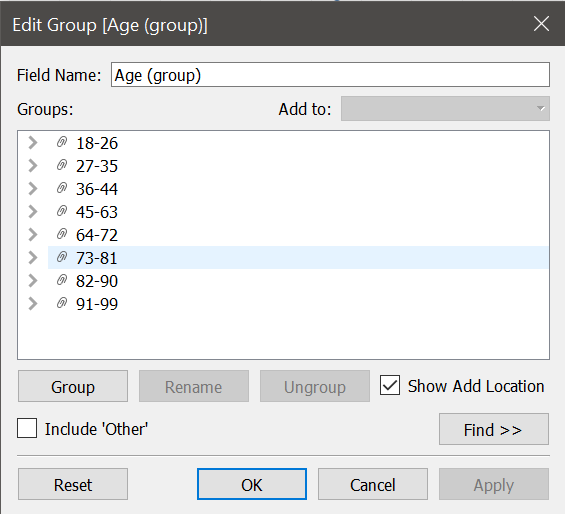 Edit Group [Age (group)]
Field Name: Age (group)
Groups: Add to:
18-26
27-35
36-44
45-63
64-72
73-81
82-90
91-99
Group Rename Ungroup Show Add Location
Include 'Other' Find >>
Reset OK Cancel Apply